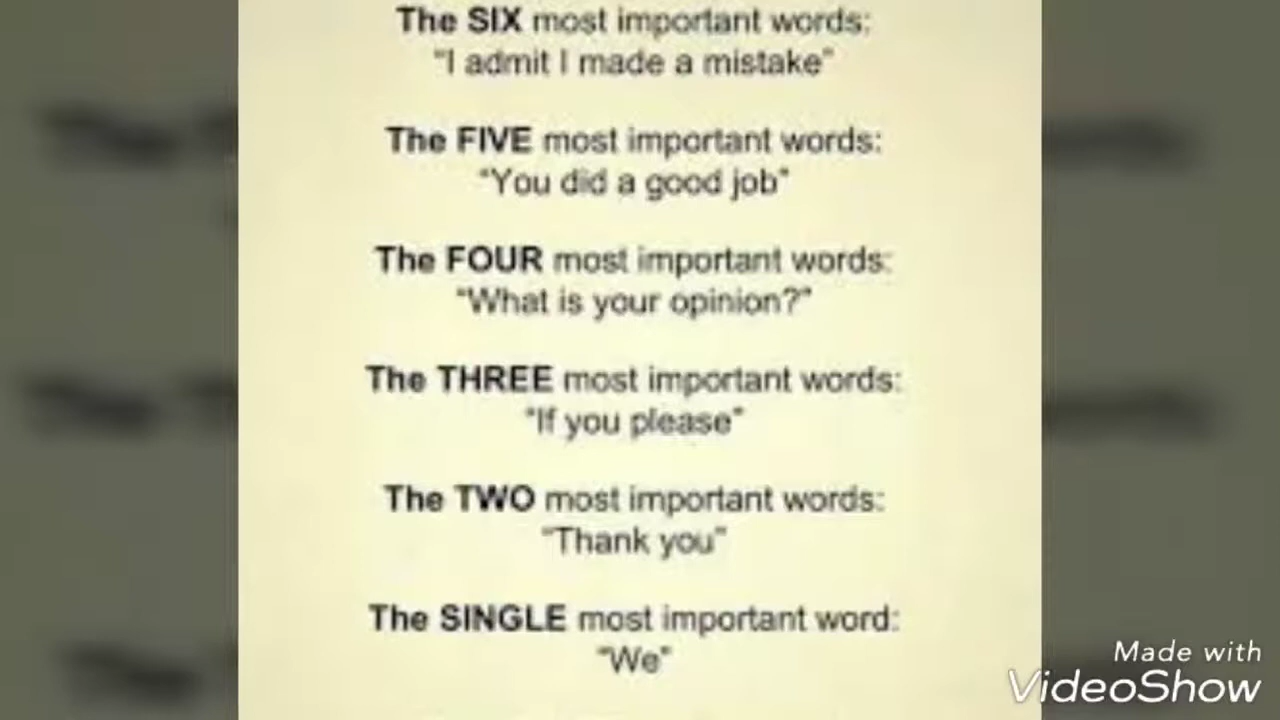 The SIX most important words:
"I admit I made a mistake"
The FIVE most important words:
"You did a good job"
The FOUR most important words:
"What is your opinion?"
The THREE most important words:
"If you please"
The TWO most important words:
"Thank you"
The SINGLE most important word:
"We"
Made with
VideoShow